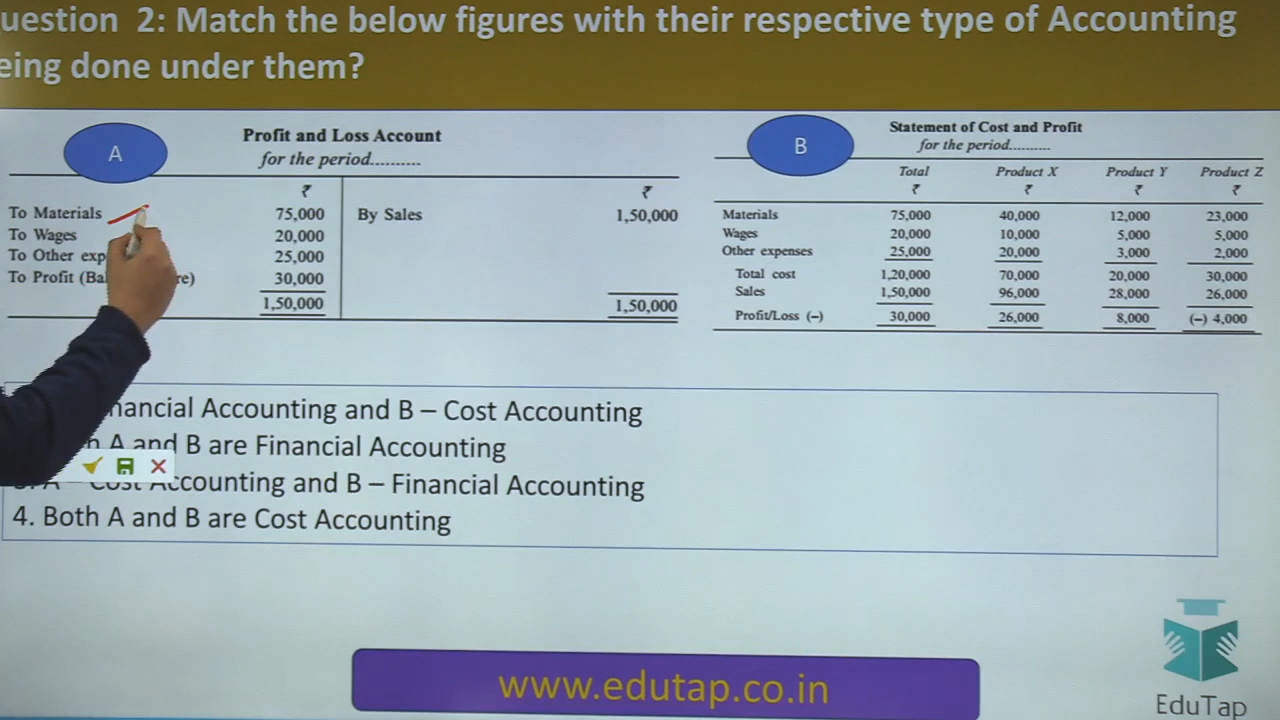 uestion 2: Match the below figures with their respective type of Accounting
eing done under them?
A
Profit and Loss Account
for the period..........
₹ ₹
To Materials 75,000 By Sales 1,50,000
To Wages 20,000
To Other exp 25,000
To Profit (Bal re) 30,000
1,50,000 1,50,000
B
Statement of Cost and Profit
for the period..........
Total Product X Product Y Product Z
₹ ₹ ₹ ₹
Materials 75,000 40,000 12,000 23,000
Wages 20,000 10,000 5,000 5,000
Other expenses 25,000 20,000 3,000 2,000
Total cost 1,20,000 70,000 20,000 30,000
Sales 1,50,000 96,000 28,000 26,000
Profit/Loss (–) 30,000 26,000 8,000 (–) 4,000
nancial Accounting and B – Cost Accounting
h A and B are Financial Accounting
3. A – Cost Accounting and B – Financial Accounting
4. Both A and B are Cost Accounting
www.edutap.co.in
EduTap